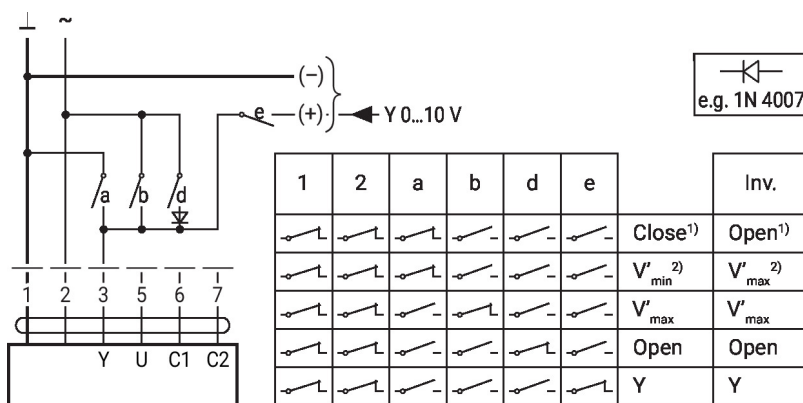 ⊥ ~
(–)
e (+) Y 0...10 V
e.g. 1N 4007
a b d
1 2 3 5 6 7
Y U C1 C2
1 2 a b d e Inv.
Close¹⁾ Open¹⁾
V'min²⁾ V'max²⁾
V'max V'max
Open Open
Y Y